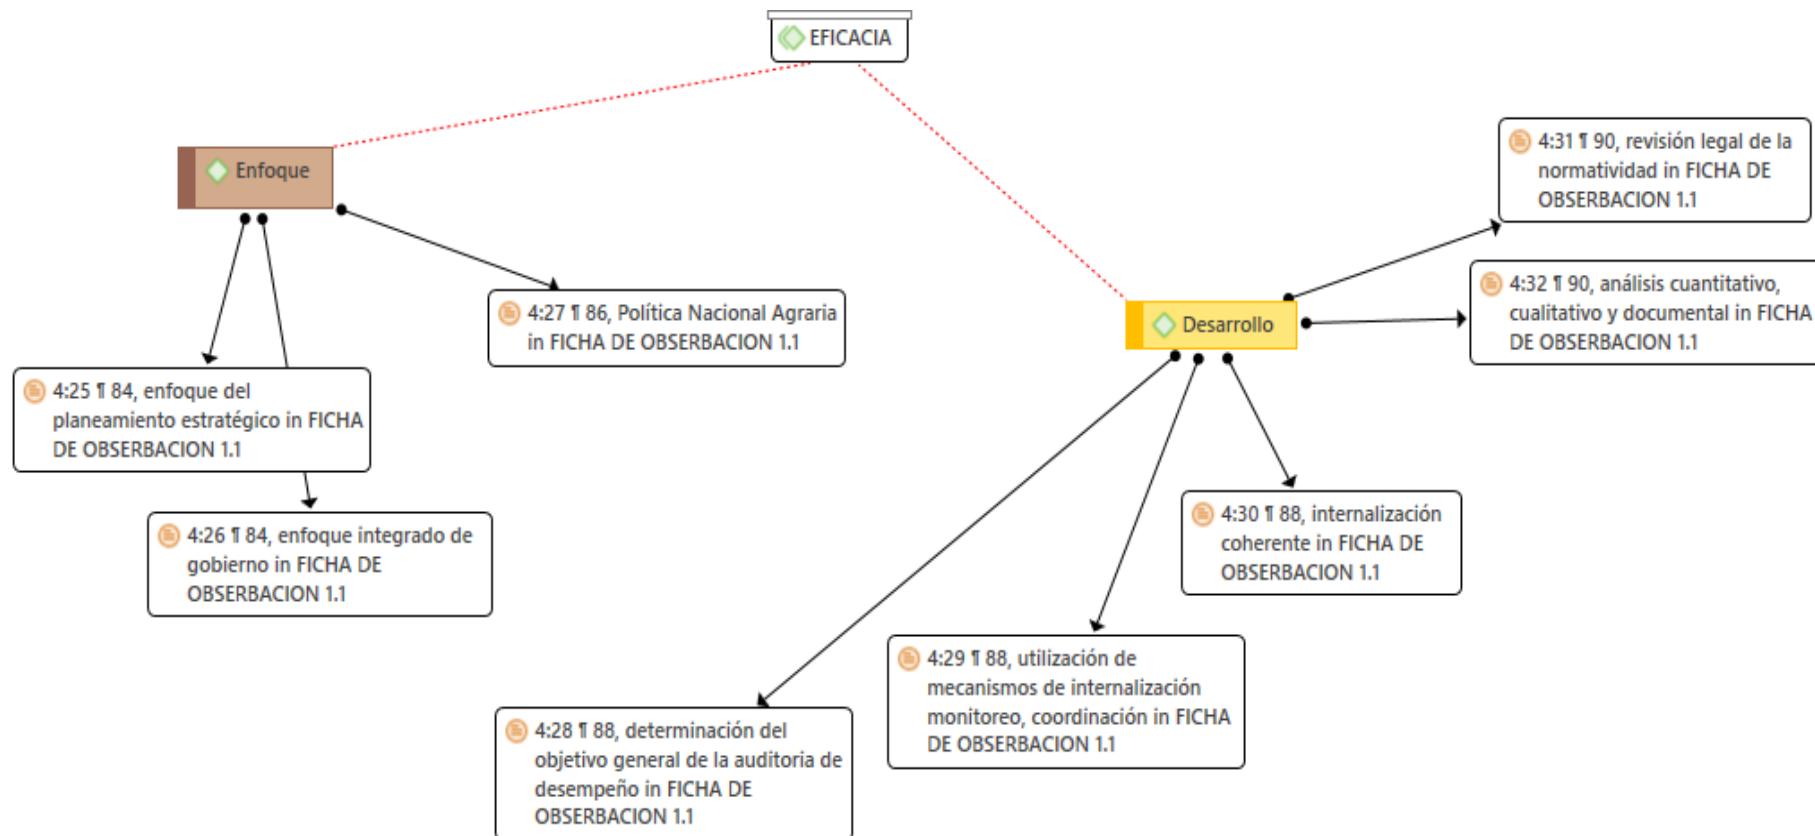 EFICACIA
Enfoque
4:27 ¶ 86, Política Nacional Agraria
in FICHA DE OBSERBACION 1.1
4:25 ¶ 84, enfoque del
planeamiento estratégico in FICHA
DE OBSERBACION 1.1
4:26 ¶ 84, enfoque integrado de
gobierno in FICHA DE
OBSERBACION 1.1
Desarrollo
4:31 ¶ 90, revisión legal de la
normatividad in FICHA DE
OBSERBACION 1.1
4:32 ¶ 90, análisis cuantitativo,
cualitativo y documental in FICHA
DE OBSERBACION 1.1
4:30 ¶ 88, internalización
coherente in FICHA DE
OBSERBACION 1.1
4:29 ¶ 88, utilización de
mecanismos de internalización
monitoreo, coordinación in FICHA
DE OBSERBACION 1.1
4:28 ¶ 88, determinación del
objetivo general de la auditoria de
desempeño in FICHA DE
OBSERBACION 1.1